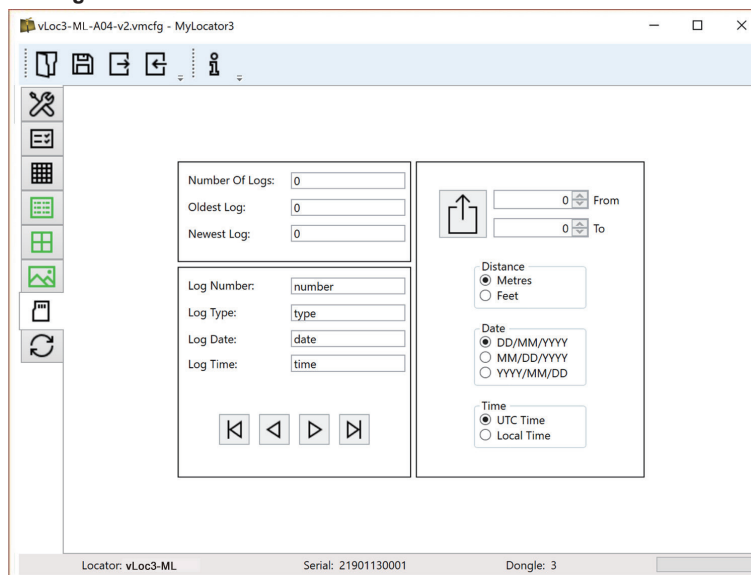 vLoc3-ML-A04-v2.vmcfg - MyLocator3
Number Of Logs: 0
Oldest Log: 0
Newest Log: 0
Log Number: number
Log Type: type
Log Date: date
Log Time: time
0 From
0 To
Distance
Metres
Feet
Date
DD/MM/YYYY
MM/DD/YYYY
YYYY/MM/DD
Time
UTC Time
Local Time
Locator: vLoc3-ML Serial: 21901130001 Dongle: 3